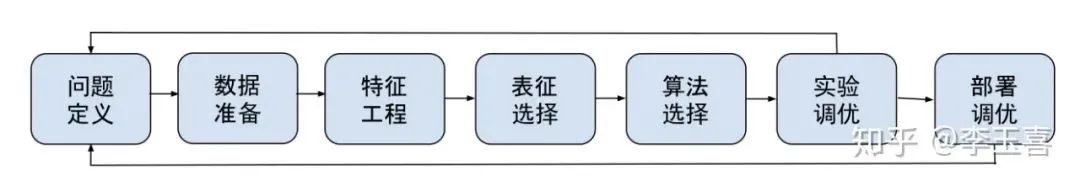 问题
定义
数据
准备
特征
工程
表征
选择
算法
选择
实验
调优
部署
调优
知乎 @李玉喜